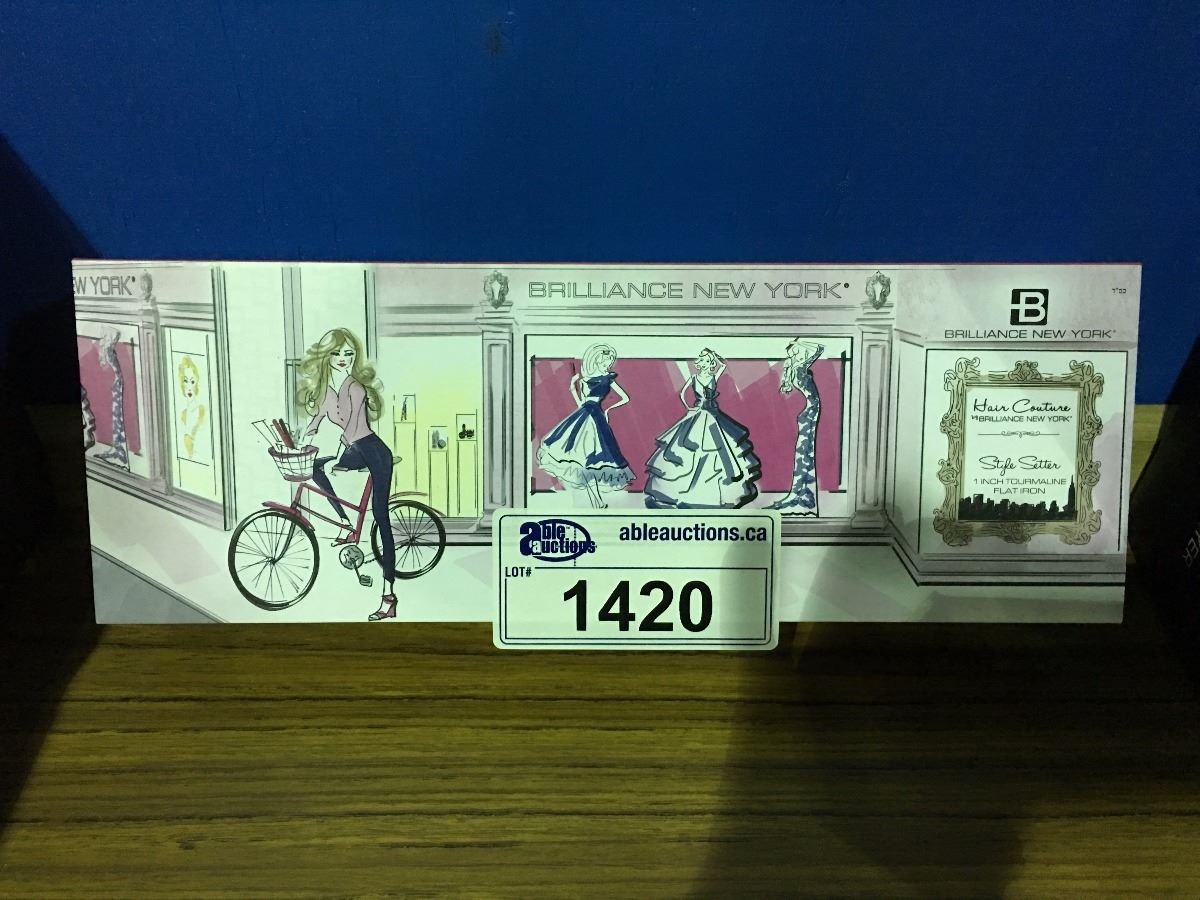 W YORK®
BRILLIANCE NEW YORK®
B
BRILLIANCE NEW YORK®
Hair Couture
BY BRILLIANCE NEW YORK®
Style Setter
1 INCH TOURMALINE
FLAT IRON
able
auctions
ableauctions.ca
LOT#
1420